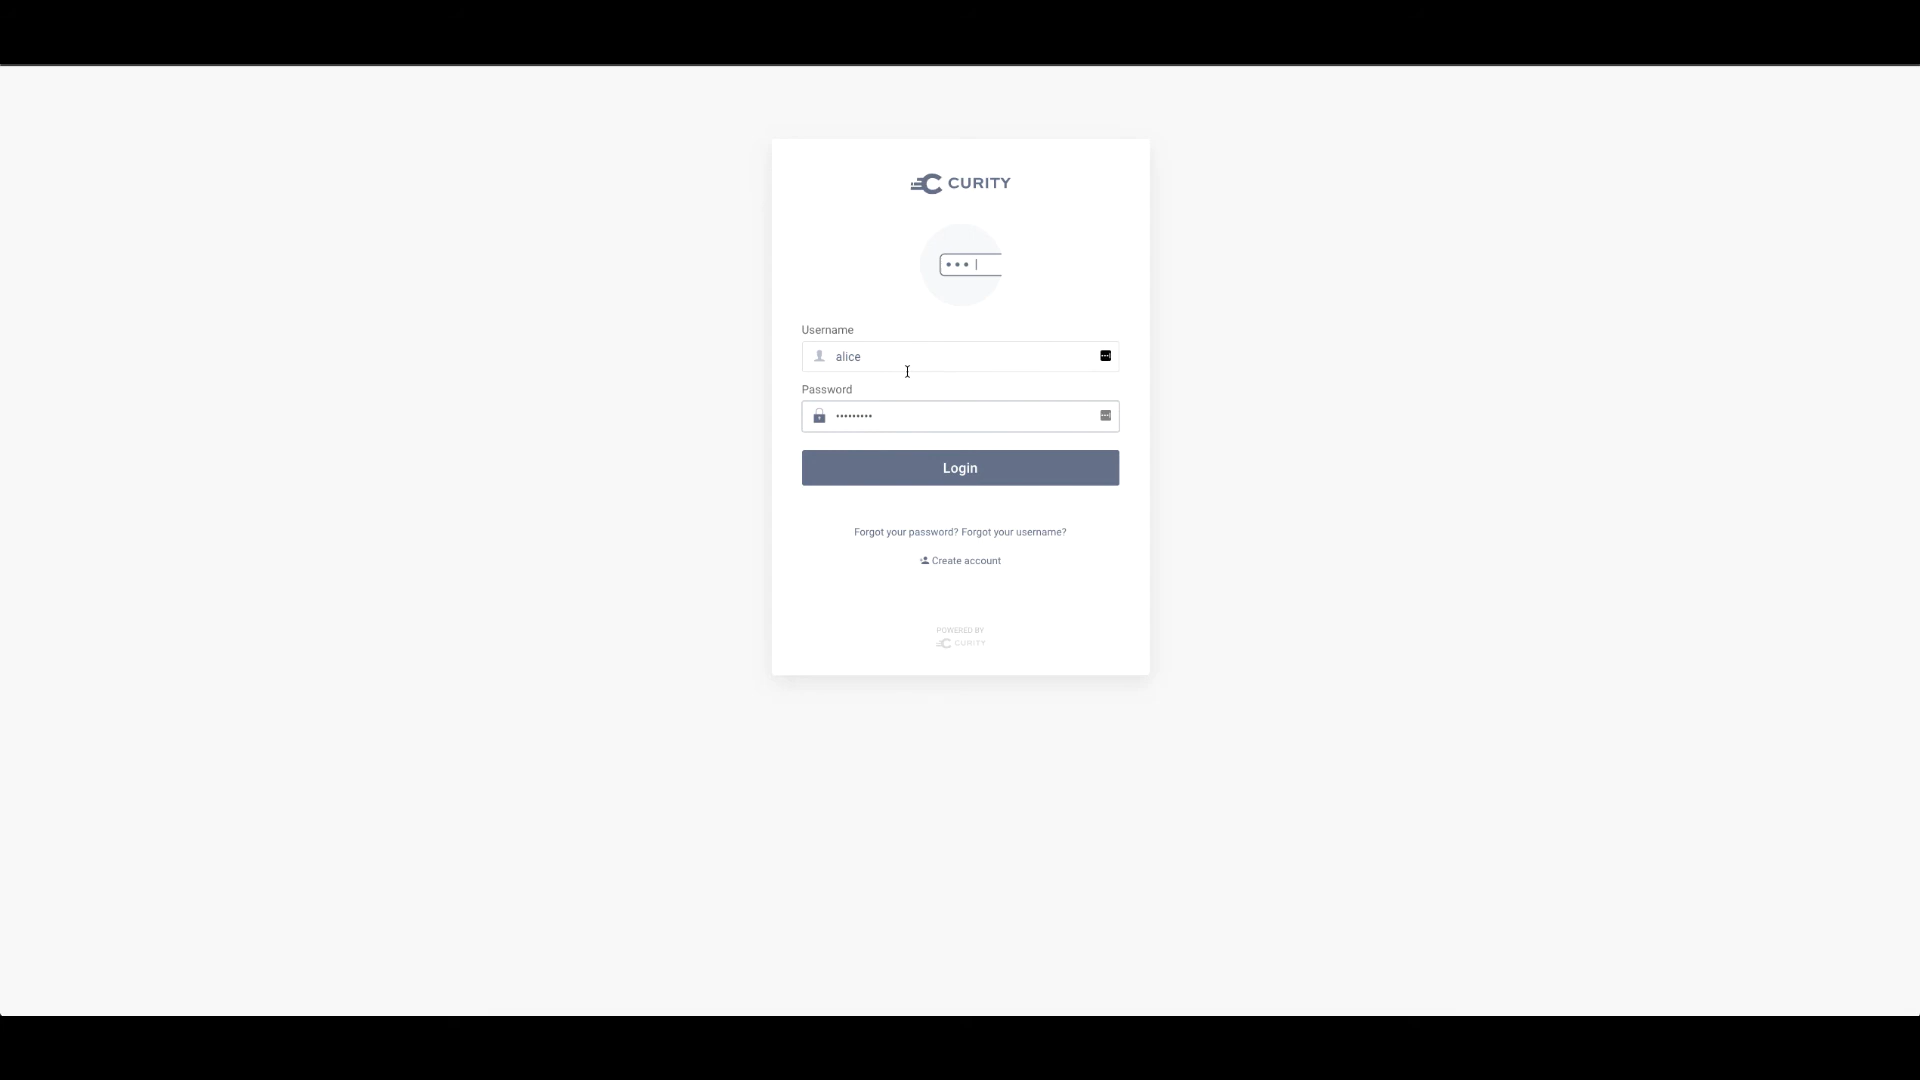 CURITY
Username
alice
Password
•••••••••
Login
Forgot your password? Forgot your username?
Create account
POWERED BY
CURITY